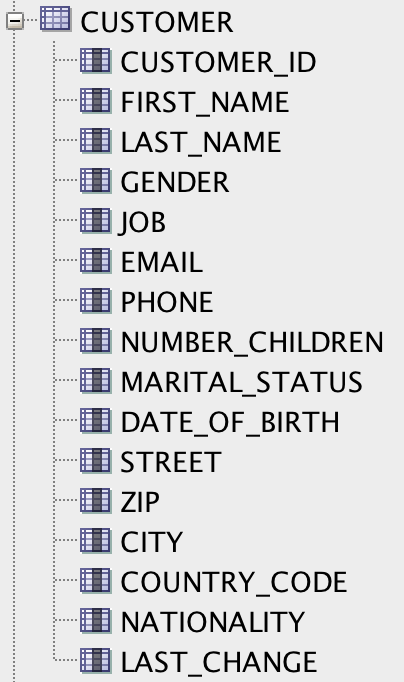 CUSTOMER
CUSTOMER_ID
FIRST_NAME
LAST_NAME
GENDER
JOB
EMAIL
PHONE
NUMBER_CHILDREN
MARITAL_STATUS
DATE_OF_BIRTH
STREET
ZIP
CITY
COUNTRY_CODE
NATIONALITY
LAST_CHANGE